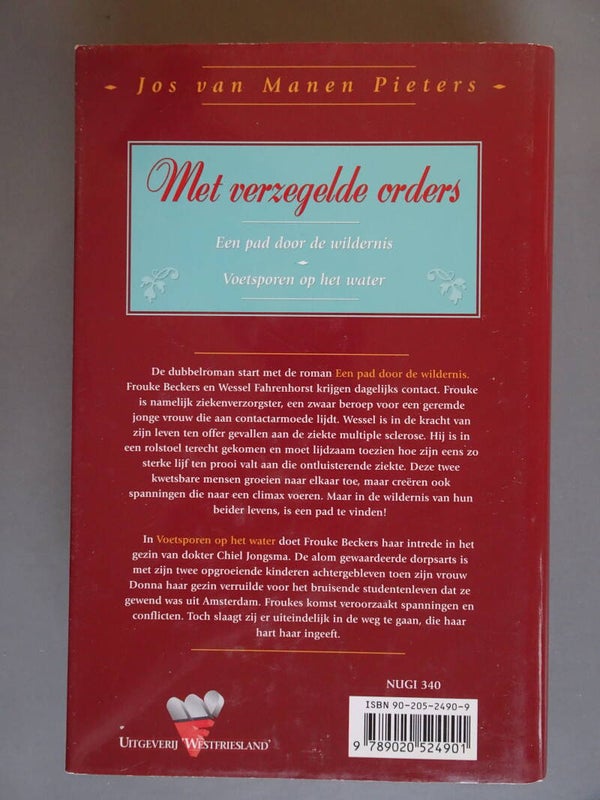 Jos van Manen Pieters
Met verzegelde orders
Een pad door de wildernis
Voetsporen op het water
De dubbelroman start met de roman Een pad door de wildernis.
Frouke Beckers en Wessel Fahrenhorst krijgen dagelijks contact. Frouke
is namelijk ziekenverzorgster, een zwaar beroep voor een geremde
jonge vrouw die aan contactarmoede lijdt. Wessel is in de kracht van
zijn leven ten offer gevallen aan de ziekte multiple sclerose. Hij is in
een rolstoel terecht gekomen en moet lijdzaam toezien hoe zijn eens zo
sterke lijf ten prooi valt aan die ontluisterende ziekte. Deze twee
kwetsbare mensen groeien naar elkaar toe, maar creëren ook
spanningen die naar een climax voeren. Maar in de wildernis van hun
beider levens, is een pad te vinden!
In Voetsporen op het water doet Frouke Beckers haar intrede in het
gezin van dokter Chiel Jongsma. De alom gewaardeerde dorpsarts is
met zijn twee opgroeiende kinderen achtergebleven toen zijn vrouw
Donna haar gezin verruilde voor het bruisende studentenleven dat ze
gewend was uit Amsterdam. Froukes komst veroorzaakt spanningen en
conflicten. Toch slaagt zij er uiteindelijk in de weg te gaan, die haar
hart haar ingeeft.
NUGI 340
ISBN 90-205-2490-9
9 789020 524901
Uitgeverij 'Westfriesland'